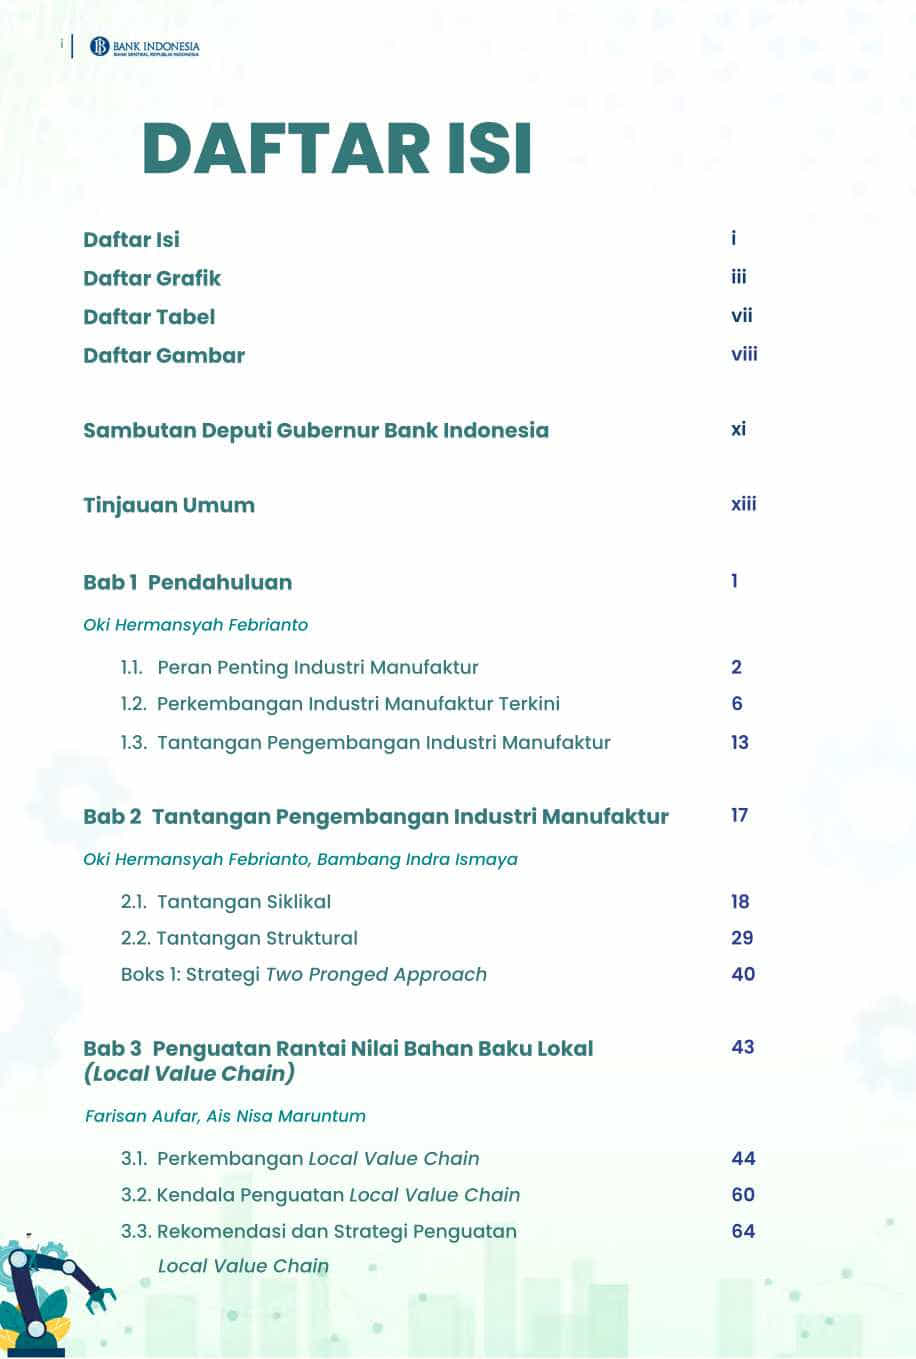 i
BANK INDONESIA
BANK SENTRAL REPUBLIK INDONESIA
DAFTAR ISI
Daftar Isi i
Daftar Grafik iii
Daftar Tabel vii
Daftar Gambar viii
Sambutan Deputi Gubernur Bank Indonesia xi
Tinjauan Umum xiii
Bab 1 Pendahuluan 1
Oki Hermansyah Febrianto
1.1. Peran Penting Industri Manufaktur 2
1.2. Perkembangan Industri Manufaktur Terkini 6
1.3. Tantangan Pengembangan Industri Manufaktur 13
Bab 2 Tantangan Pengembangan Industri Manufaktur 17
Oki Hermansyah Febrianto, Bambang Indra Ismaya
2.1. Tantangan Siklikal 18
2.2. Tantangan Struktural 29
Boks 1: Strategi Two Pronged Approach 40
Bab 3 Penguatan Rantai Nilai Bahan Baku Lokal 43
(Local Value Chain)
Farisan Aufar, Ais Nisa Maruntum
3.1. Perkembangan Local Value Chain 44
3.2. Kendala Penguatan Local Value Chain 60
3.3. Rekomendasi dan Strategi Penguatan 64
Local Value Chain